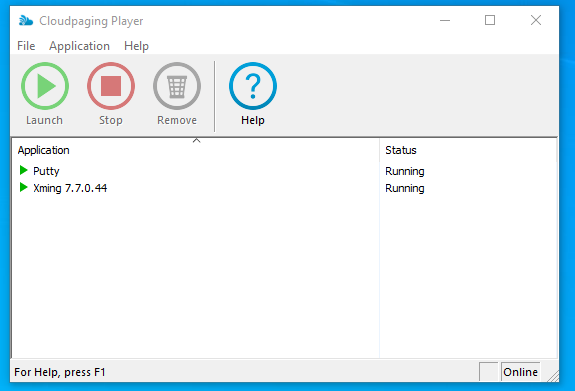 Cloudpaging Player
File Application Help
Launch Stop Remove Help
Application Status
Putty Running
Xming 7.7.0.44 Running
For Help, press F1 Online